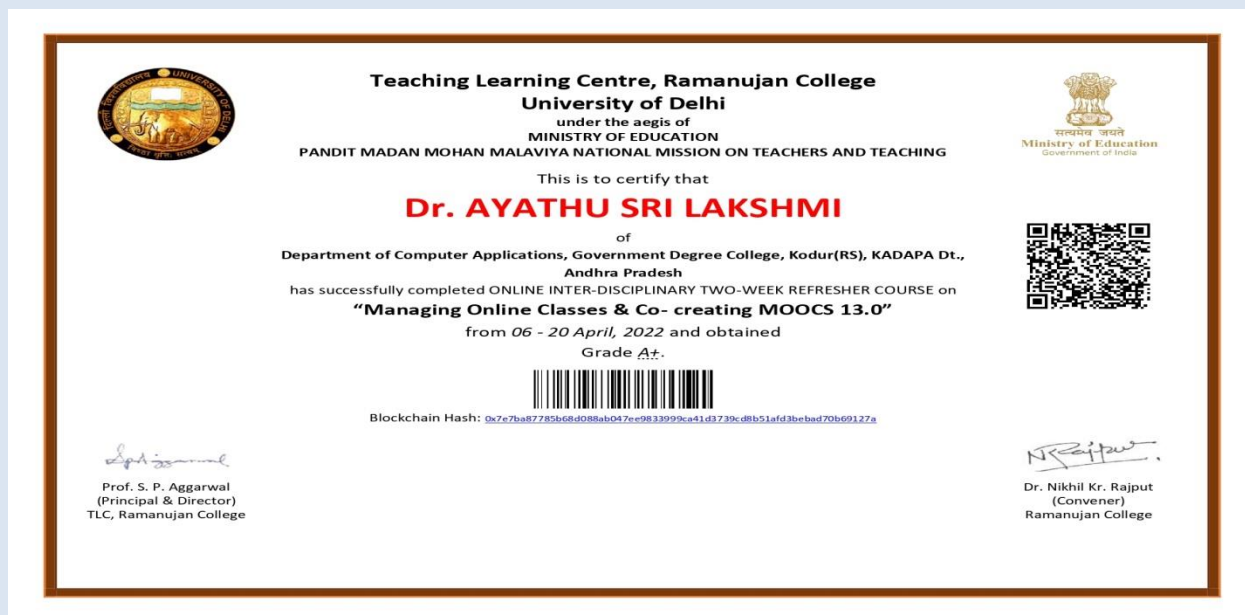 Teaching Learning Centre, Ramanujan College
University of Delhi
under the aegis of
MINISTRY OF EDUCATION
PANDIT MADAN MOHAN MALAVIYA NATIONAL MISSION ON TEACHERS AND TEACHING
सत्यमेव जयते
Ministry of Education
Government of India
This is to certify that
Dr. AYATHU SRI LAKSHMI
of
Department of Computer Applications, Government Degree College, Kodur(RS), KADAPA Dt.,
Andhra Pradesh
has successfully completed ONLINE INTER-DISCIPLINARY TWO-WEEK REFRESHER COURSE on
“Managing Online Classes & Co- creating MOOCS 13.0”
from 06 - 20 April, 2022 and obtained
Grade A+.
Blockchain Hash: 0x7e7ba87785b68d088ab047ee9833999ca41d3739cd8b51afd3bebad70b69127a
Prof. S. P. Aggarwal
(Principal & Director)
TLC, Ramanujan College
Dr. Nikhil Kr. Rajput
(Convener)
Ramanujan College